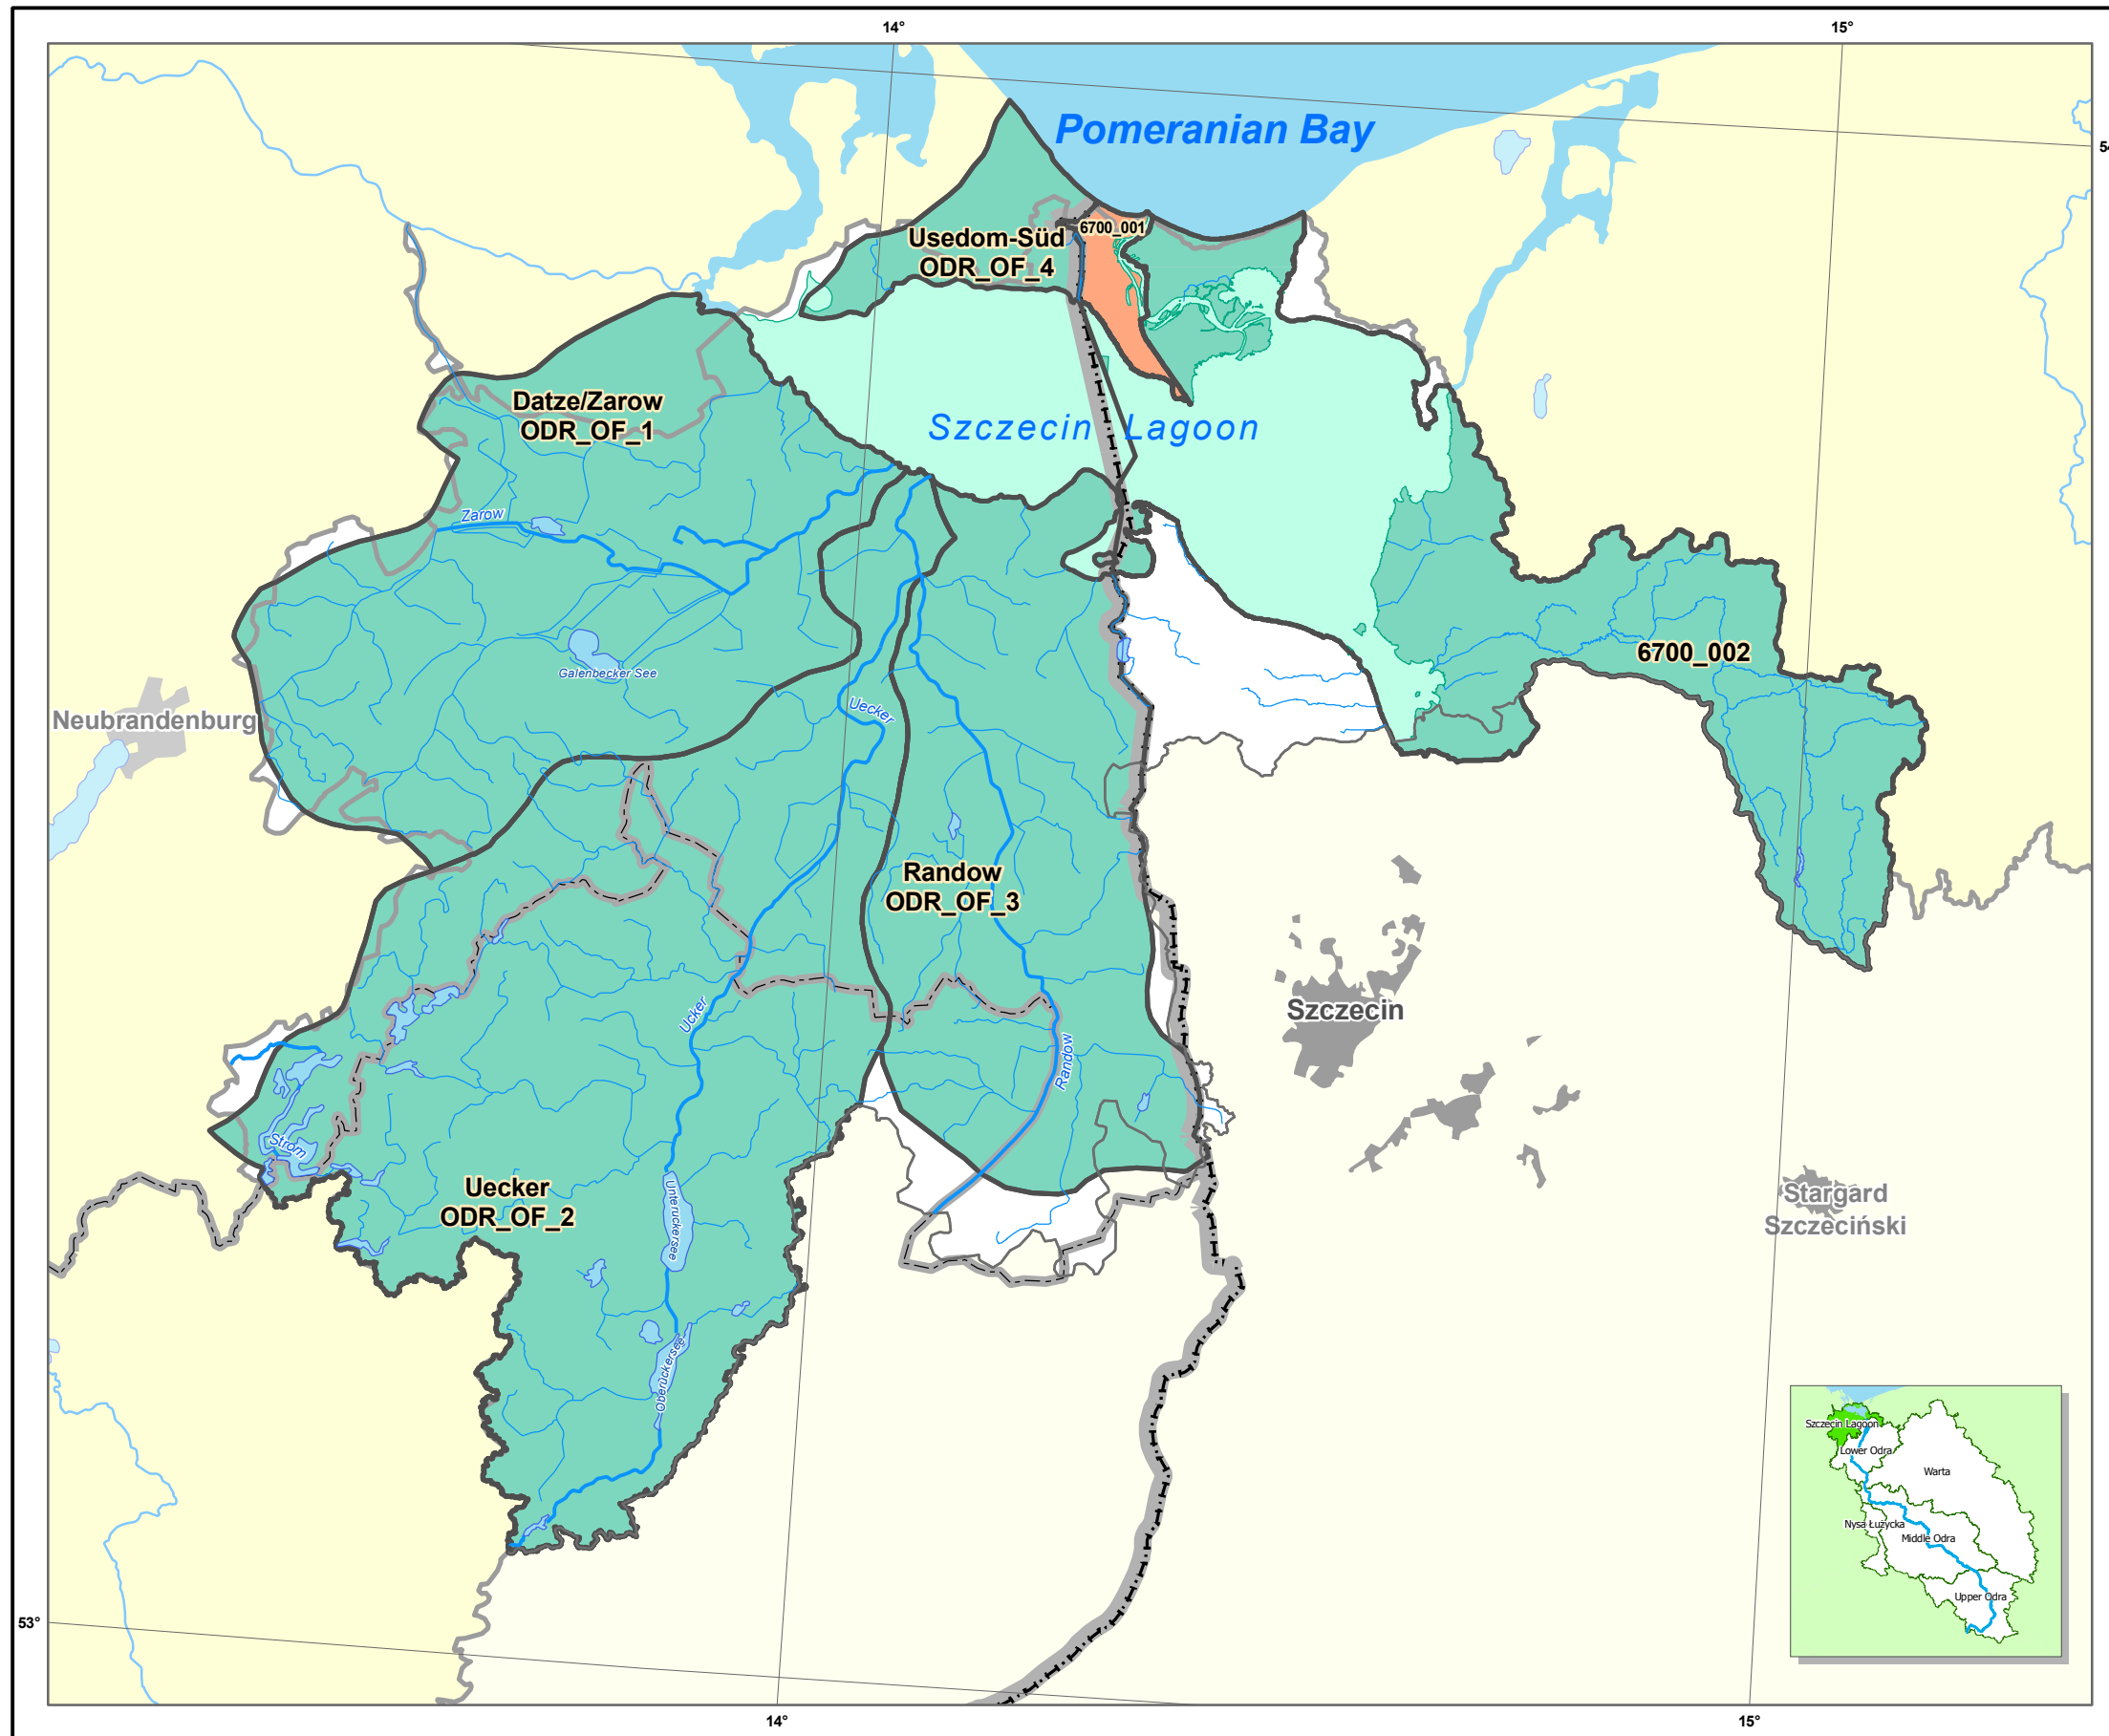 14°
15°
Pomeranian Bay
6700_001
Usedom-Süd
ODR_OF_4
Datze/Zarow
ODR_OF_1
Szczecin Lagoon
Zarow
6700_002
Galenbecker See
Uecker
Neubrandenburg
Randow
ODR_OF_3
Ucker
Szczecin
Randow
Strom
Uecker
ODR_OF_2
Unteruckersee
Stargard
Szczeciński
Oberuckersee
Szczecin Lagoon
Lower Odra
Warta
Nysa Łużycka
Middle Odra
Upper Odra
53°
14°
15°